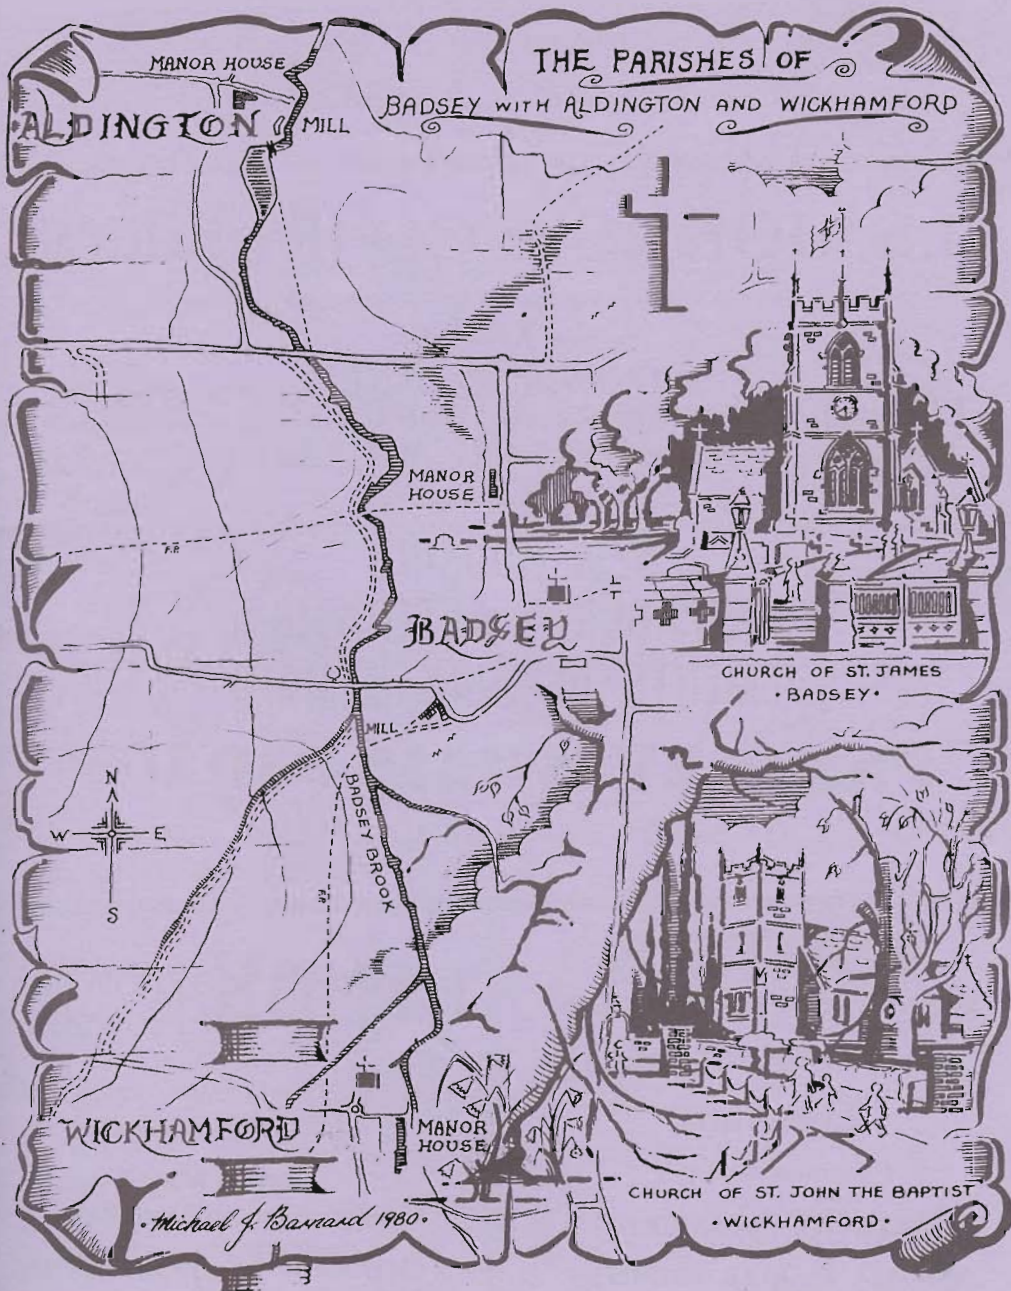 THE PARISHES OF
BADSEY WITH ALDINGTON AND WICKHAMFORD
MANOR HOUSE
ALDINGTON
MILL
MANOR
HOUSE
F.P.
BADSEY
CHURCH OF ST. JAMES
· BADSEY ·
MILL
N
W E
S
BADSEY BROOK
F.P.
WICKHAMFORD
MANOR
HOUSE
CHURCH OF ST. JOHN THE BAPTIST
· WICKHAMFORD ·
· Michael J. Barnard 1980 ·